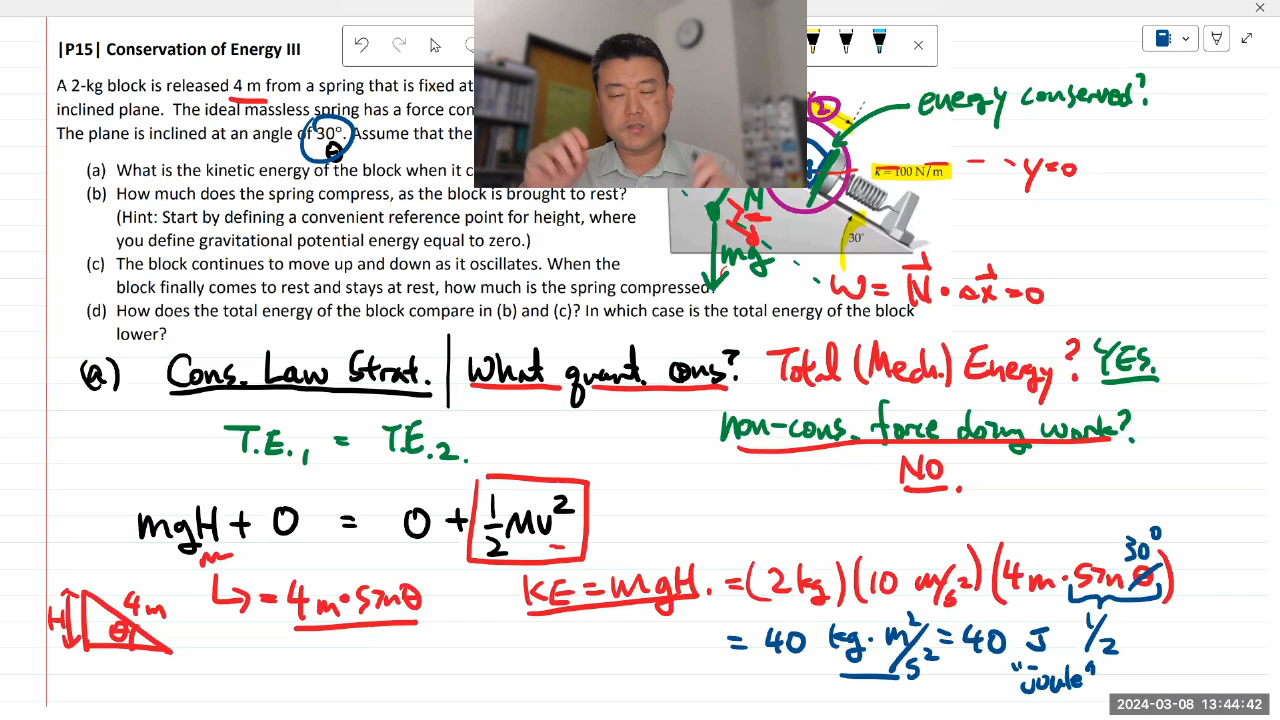 |P15| Conservation of Energy III
A 2-kg block is released 4 m from a spring that is fixed at
inclined plane. The ideal massless spring has a force con
The plane is inclined at an angle of 30°. Assume that the
θ
(a) What is the kinetic energy of the block when it c
(b) How much does the spring compress, as the block is brought to rest?
(Hint: Start by defining a convenient reference point for height, where
you define gravitational potential energy equal to zero.)
(c) The block continues to move up and down as it oscillates. When the
block finally comes to rest and stays at rest, how much is the spring compressed?
(d) How does the total energy of the block compare in (b) and (c)? In which case is the total energy of the block
lower?
2
energy conserved?
k = 100 N/m
y=0
N
mg
30°
W = N · Δx = 0
(a) Cons. Law Strat. | What quant. cons? Total (Mech.) Energy? YES.
T.E.1 = T.E.2
non-cons. force doing work?
NO.
mgH + 0 = 0 + 1/2 mv²
↳ = 4m·sinθ
H 4m θ
KE = mgH. = (2kg)(10 m/s²)(4m·sin θ)
30°
1/2
= 40 kg·m²/s² = 40 J
"Joule"
2024-03-08 13:44:42